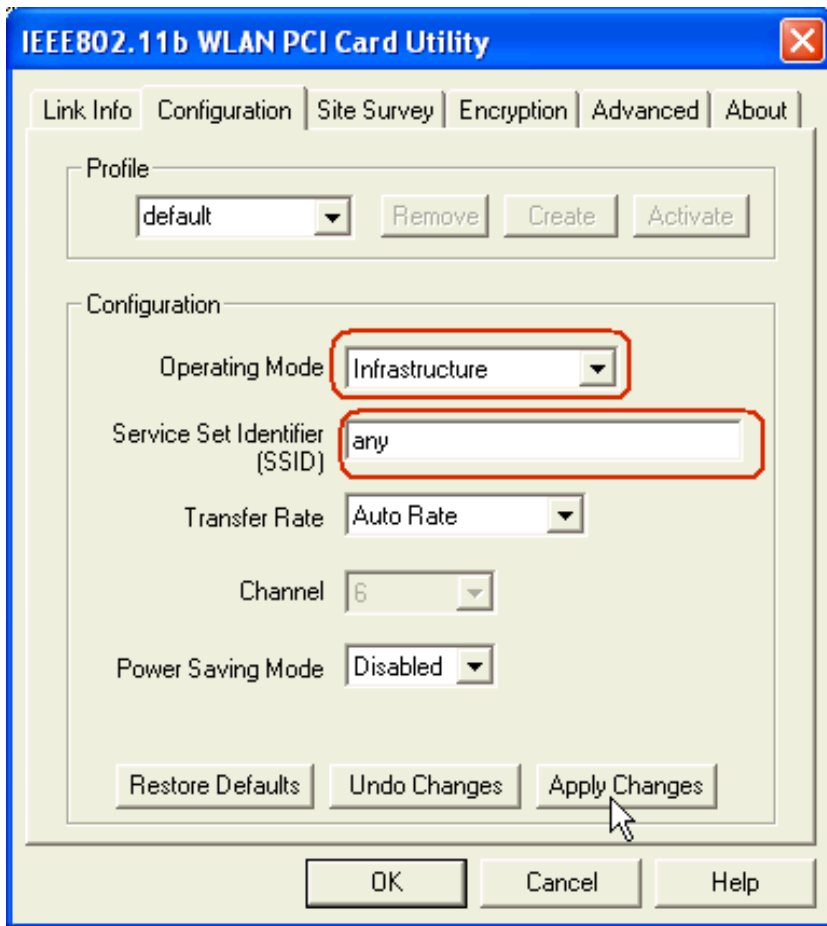 IEEE802.11b WLAN PCI Card Utility
Link Info Configuration Site Survey Encryption Advanced About
Profile
default Remove Create Activate
Configuration
Operating Mode Infrastructure
Service Set Identifier
(SSID) any
Transfer Rate Auto Rate
Channel 6
Power Saving Mode Disabled
Restore Defaults Undo Changes Apply Changes
OK Cancel Help